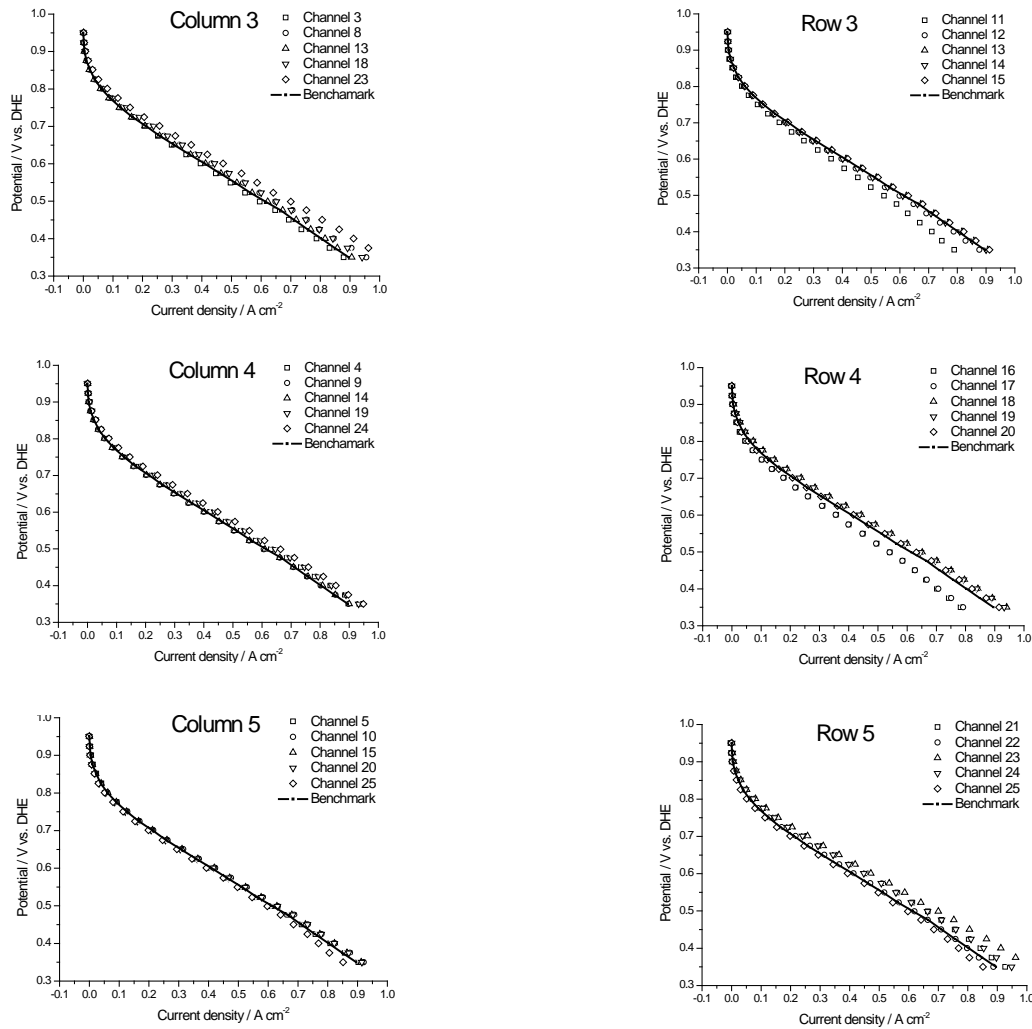 Column 3
Channel 3
Channel 8
Channel 13
Channel 18
Channel 23
Benchamark
Potential / V vs. DHE
1.0
0.9
0.8
0.7
0.6
0.5
0.4
0.3
-0.1 0.0 0.1 0.2 0.3 0.4 0.5 0.6 0.7 0.8 0.9 1.0
Current density / A cm-2
Row 3
Channel 11
Channel 12
Channel 13
Channel 14
Channel 15
Benchmark
Potential / V vs. DHE
1.0
0.9
0.8
0.7
0.6
0.5
0.4
0.3
-0.1 0.0 0.1 0.2 0.3 0.4 0.5 0.6 0.7 0.8 0.9 1.0
Current density / A cm-2
Column 4
Channel 4
Channel 9
Channel 14
Channel 19
Channel 24
Benchamark
Potential / V vs. DHE
1.0
0.9
0.8
0.7
0.6
0.5
0.4
0.3
-0.1 0.0 0.1 0.2 0.3 0.4 0.5 0.6 0.7 0.8 0.9 1.0
Current density / A cm-2
Row 4
Channel 16
Channel 17
Channel 18
Channel 19
Channel 20
Benchmark
Potential / V vs. DHE
1.0
0.9
0.8
0.7
0.6
0.5
0.4
0.3
-0.1 0.0 0.1 0.2 0.3 0.4 0.5 0.6 0.7 0.8 0.9 1.0
Current density / A cm-2
Column 5
Channel 5
Channel 10
Channel 15
Channel 20
Channel 25
Benchmark
Potential / V vs. DHE
1.0
0.9
0.8
0.7
0.6
0.5
0.4
0.3
-0.1 0.0 0.1 0.2 0.3 0.4 0.5 0.6 0.7 0.8 0.9 1.0
Current density / A cm-2
Row 5
Channel 21
Channel 22
Channel 23
Channel 24
Channel 25
Benchmark
Potential / V vs. DHE
1.0
0.9
0.8
0.7
0.6
0.5
0.4
0.3
-0.1 0.0 0.1 0.2 0.3 0.4 0.5 0.6 0.7 0.8 0.9 1.0
Current density / A cm-2